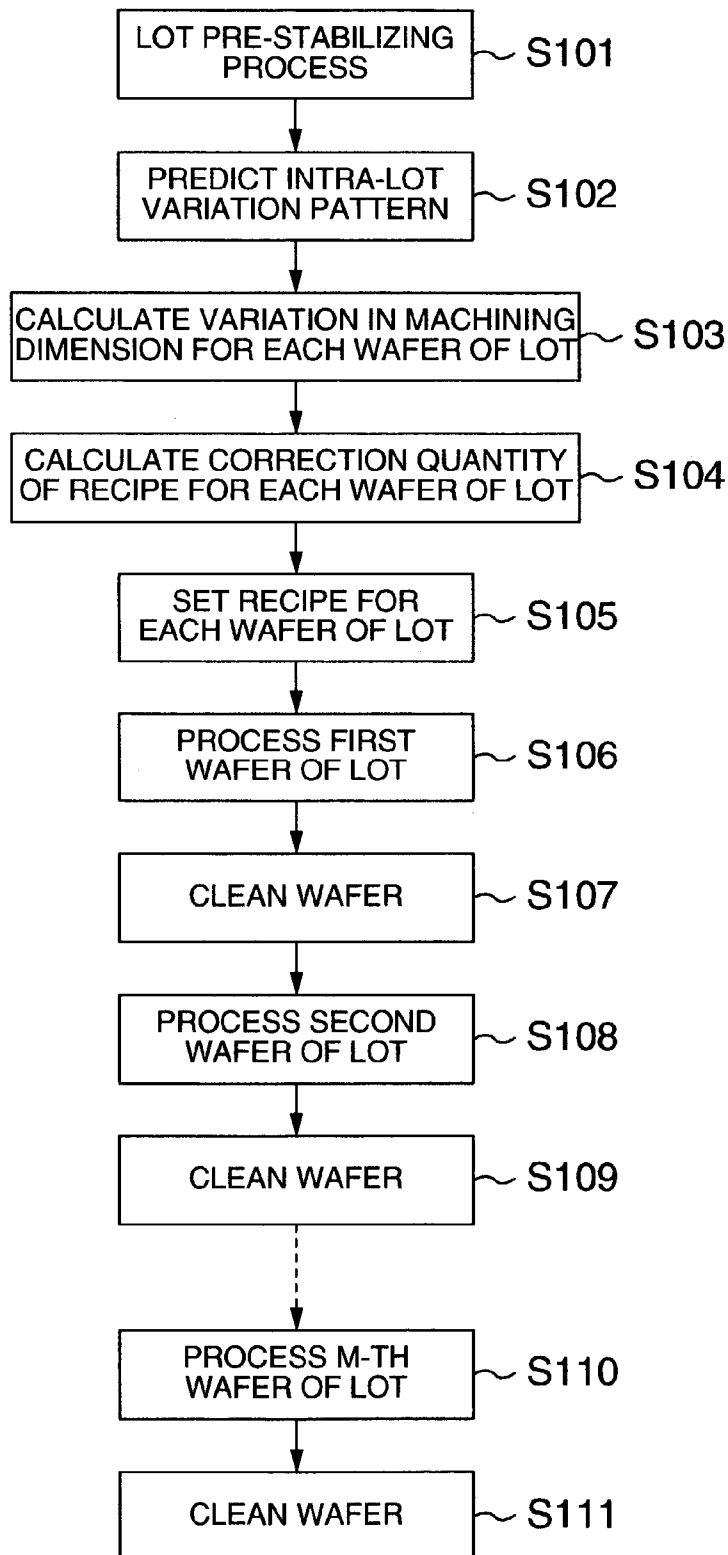 LOT PRE-STABILIZING
PROCESS
S101
PREDICT INTRA-LOT
VARIATION PATTERN
S102
CALCULATE VARIATION IN MACHINING
DIMENSION FOR EACH WAFER OF LOT
S103
CALCULATE CORRECTION QUANTITY
OF RECIPE FOR EACH WAFER OF LOT
S104
SET RECIPE FOR
EACH WAFER OF LOT
S105
PROCESS FIRST
WAFER OF LOT
S106
CLEAN WAFER
S107
PROCESS SECOND
WAFER OF LOT
S108
CLEAN WAFER
S109
PROCESS M-TH
WAFER OF LOT
S110
CLEAN WAFER
S111